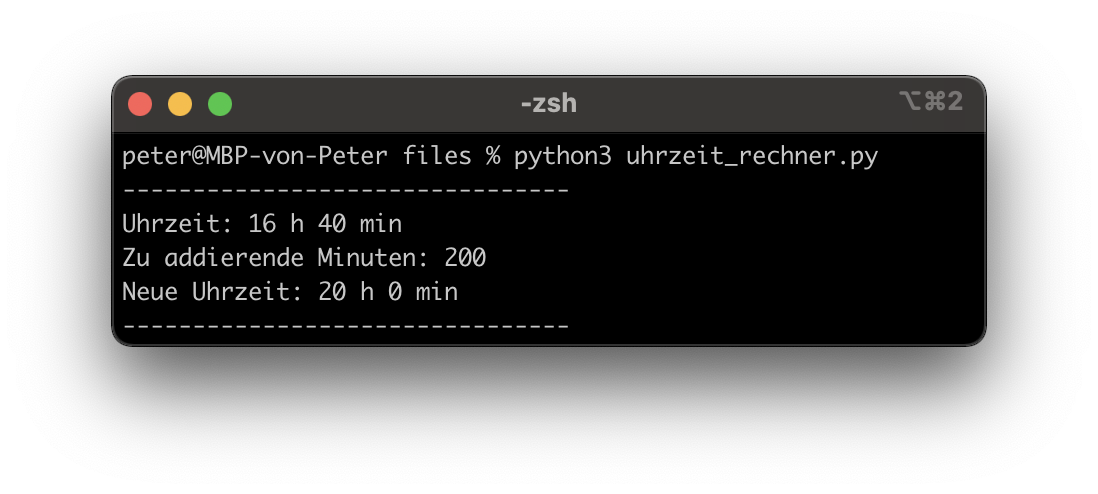 -zsh
⌥⌘2
peter@MBP-von-Peter files % python3 uhrzeit_rechner.py
--------------------------------
Uhrzeit: 16 h 40 min
Zu addierende Minuten: 200
Neue Uhrzeit: 20 h 0 min
--------------------------------